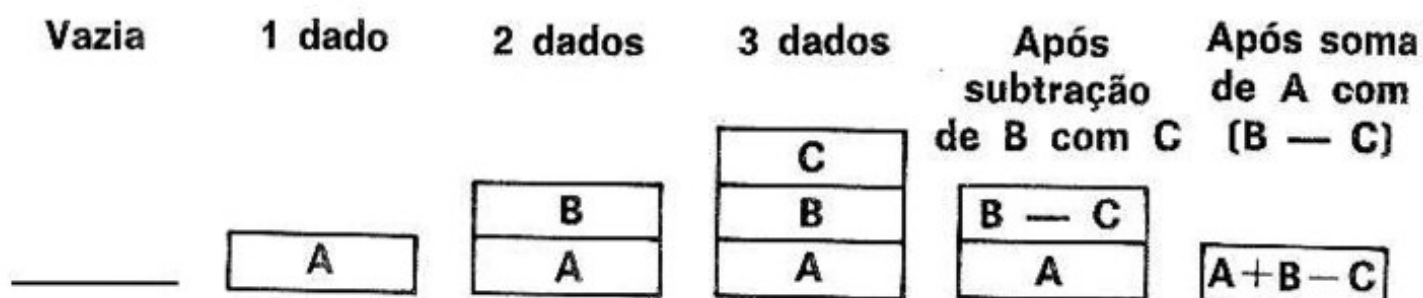 Vazia
1 dado
2 dados
3 dados
Após
subtração
de B com C
Após soma
de A com
(B — C)
A
B
A
C
B
A
B — C
A
A+B−C